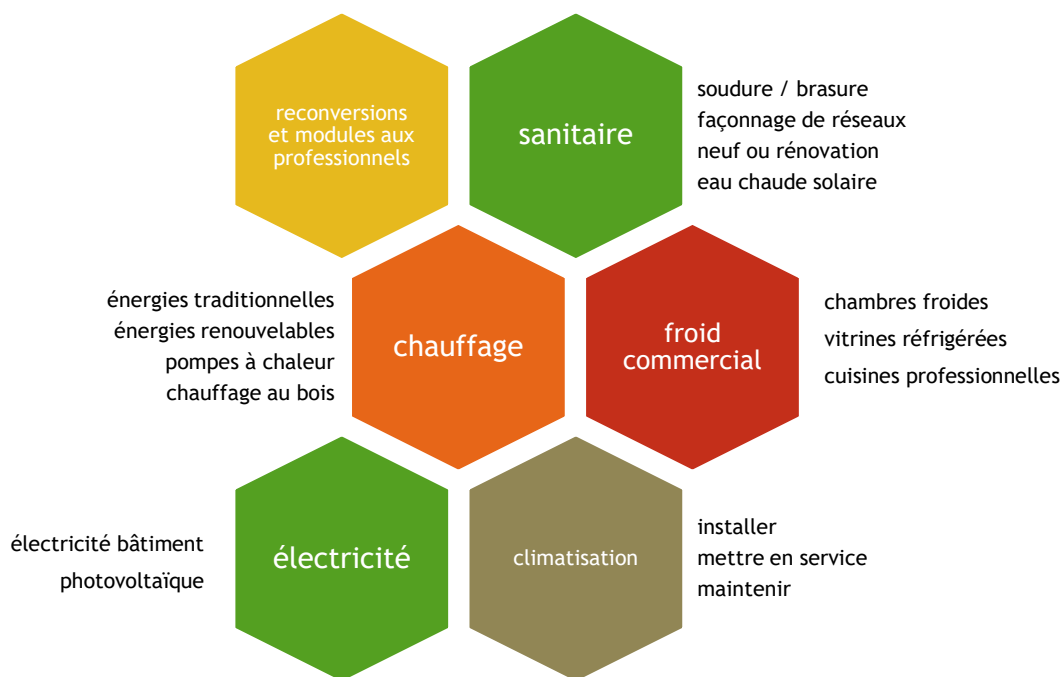 reconversions
et modules aux
professionnels
sanitaire
soudure / brasure
façonnage de réseaux
neuf ou rénovation
eau chaude solaire
énergies traditionnelles
énergies renouvelables
pompes à chaleur
chauffage au bois
chauffage
froid
commercial
chambres froides
vitrines réfrigérées
cuisines professionnelles
électricité bâtiment
photovoltaïque
électricité
climatisation
installer
mettre en service
maintenir